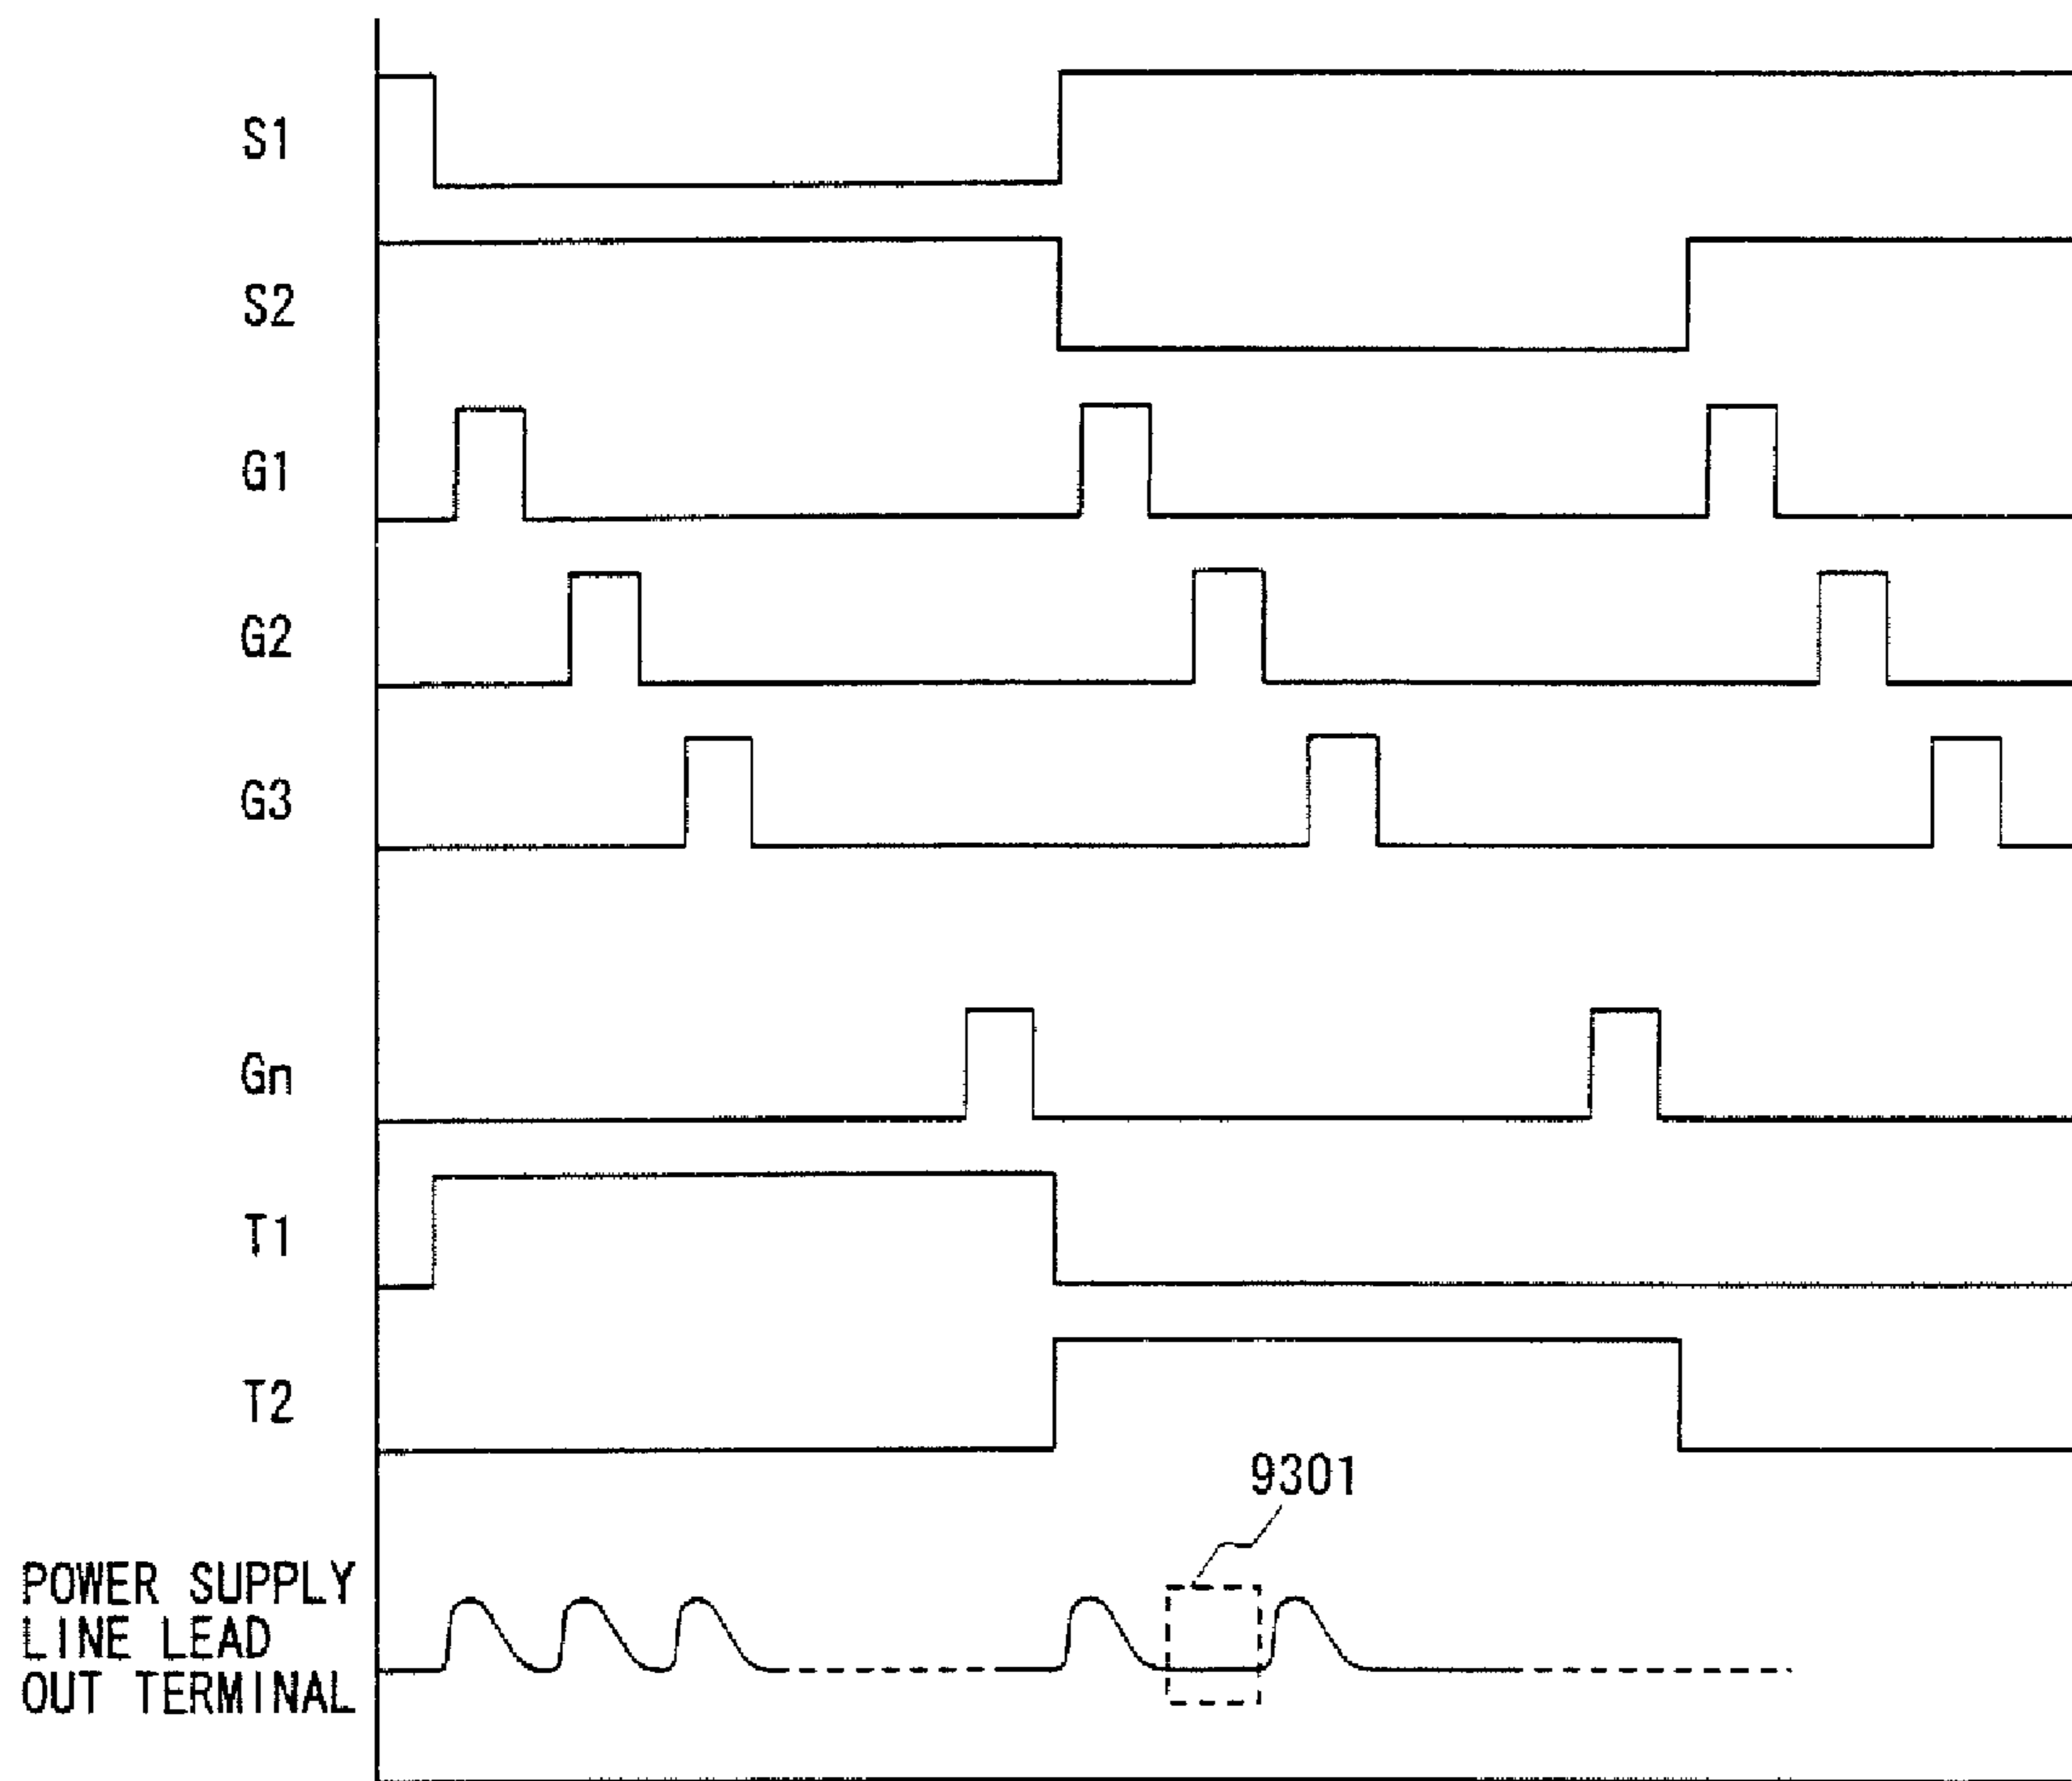 S1
S2
G1
G2
G3
Gn
T1
T2
9301
POWER SUPPLY
LINE LEAD
OUT TERMINAL